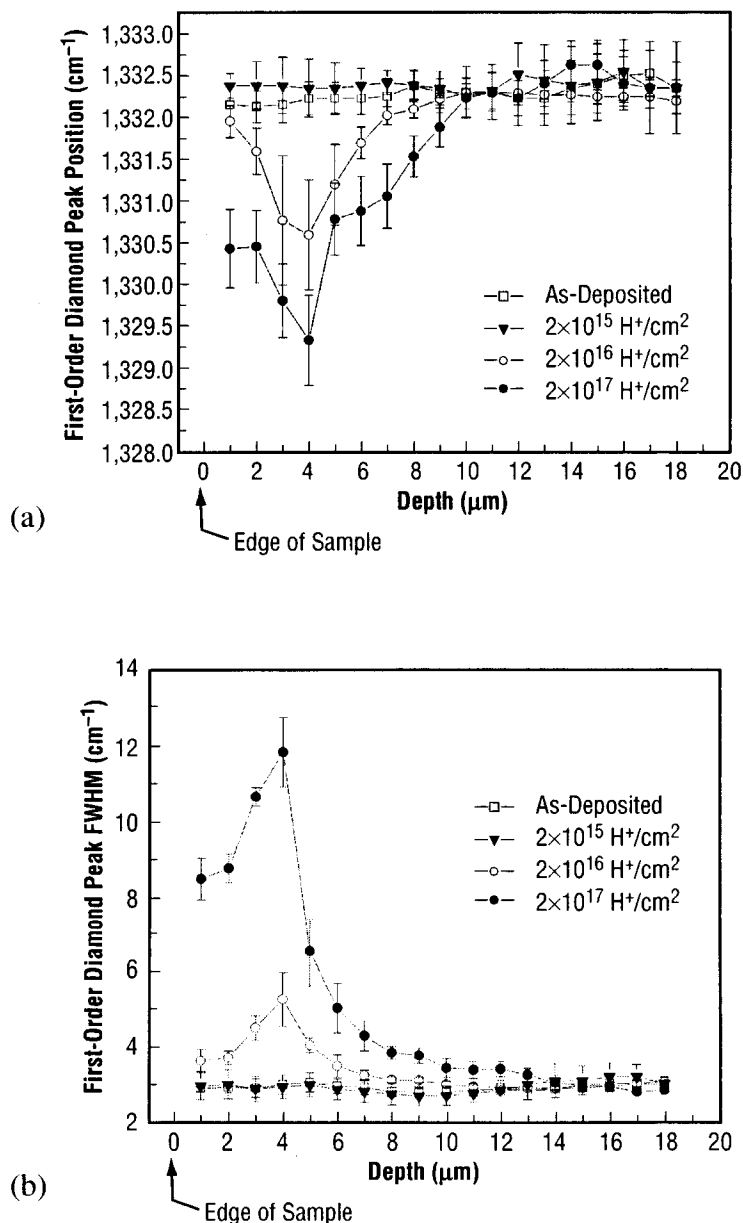 First-Order Diamond Peak Position (cm⁻¹)
1,333.0
1,332.5
1,332.0
1,331.5
1,331.0
1,330.5
1,330.0
1,329.5
1,329.0
1,328.5
1,328.0
As-Deposited
2×10¹⁵ H⁺/cm²
2×10¹⁶ H⁺/cm²
2×10¹⁷ H⁺/cm²
0 2 4 6 8 10 12 14 16 18 20
Depth (μm)
(a)
Edge of Sample
First-Order Diamond Peak FWHM (cm⁻¹)
14
12
10
8
6
4
2
As-Deposited
2×10¹⁵ H⁺/cm²
2×10¹⁶ H⁺/cm²
2×10¹⁷ H⁺/cm²
0 2 4 6 8 10 12 14 16 18 20
Depth (μm)
(b)
Edge of Sample